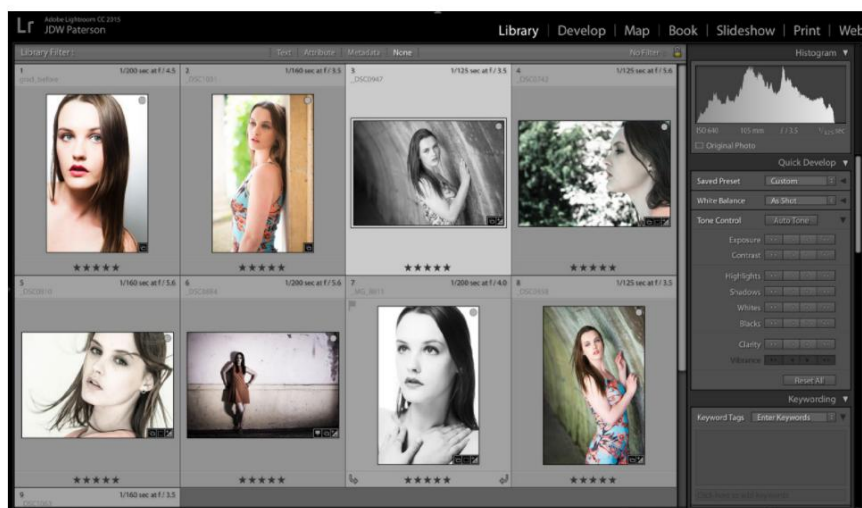 Lr Adobe Lightroom CC 2015
JDW Paterson
Library | Develop | Map | Book | Slideshow | Print | Web
Library Filter: Text Attribute Metadata None No Filter
Histogram
1 1/200 sec at f / 4.5
2 1/160 sec at f / 3.5
3 1/125 sec at f / 3.5
_DSC0947
4 1/125 sec at f / 5.6
ISO 640 105 mm f / 3.5
Original Photo
Quick Develop
Saved Preset Custom
White Balance As Shot
Tone Control Auto Tone
Exposure
Contrast
Highlights
Shadows
Whites
Blacks
Clarity
Vibrance
Reset All
5 1/160 sec at f / 5.6
6 1/200 sec at f / 5.6
7 1/200 sec at f / 4.0
8 1/125 sec at f / 3.5
Keywording
Keyword Tags Enter Keywords
9 1/160 sec at f / 3.5